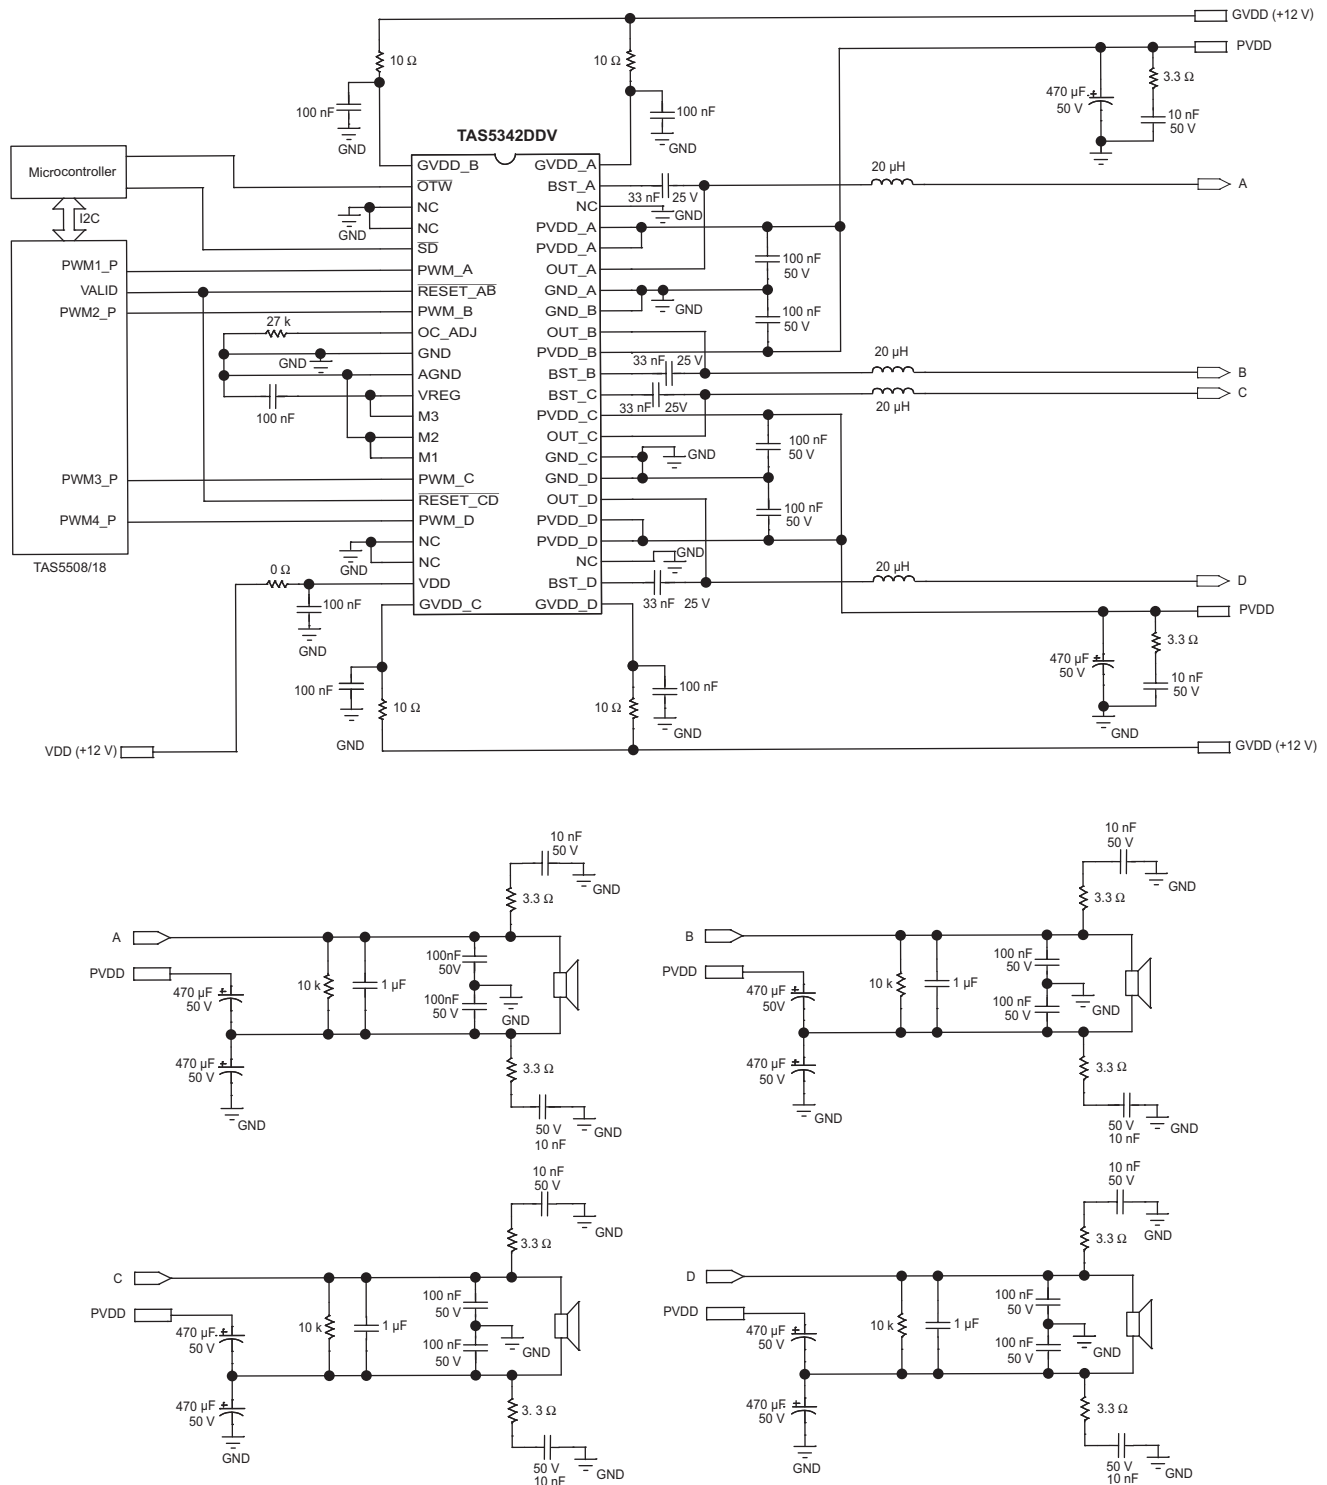 GVDD (+12 V)
PVDD
10 Ω
10 Ω
3.3 Ω
470 µF
50 V
10 nF
50 V
100 nF
GND
100 nF
GND
TAS5342DDV
Microcontroller
I2C
20 µH
A
GVDD_B
OTW
NC
NC
SD
PWM_A
RESET_AB
PWM_B
OC_ADJ
GND
AGND
VREG
M3
M2
M1
PWM_C
RESET_CD
PWM_D
NC
NC
VDD
GVDD_C
GVDD_A
BST_A
NC
PVDD_A
PVDD_A
OUT_A
GND_A
GND_B
OUT_B
PVDD_B
BST_B
BST_C
PVDD_C
OUT_C
GND_C
GND_D
OUT_D
PVDD_D
PVDD_D
NC
BST_D
GVDD_D
33 nF 25 V
GND
GND
PWM1_P
VALID
PWM2_P
PWM3_P
PWM4_P
TAS5508/18
100 nF
50 V
GND
100 nF
50 V
27 k
GND
100 nF
33 nF 25 V
20 µH
B
33 nF 25V
20 µH
C
100 nF
50 V
GND
100 nF
50 V
GND
GND
0 Ω
100 nF
GND
33 nF 25 V
20 µH
D
PVDD
3.3 Ω
470 µF
50 V
10 nF
50 V
GND
100 nF
10 Ω
GND
10 Ω
100 nF
GND
VDD (+12 V)
GVDD (+12 V)
10 nF
50 V
GND
3.3 Ω
A
PVDD
470 µF
50 V
10 k
1 µF
100nF
50V
100nF
50 V
GND
470 µF
50 V
GND
3.3 Ω
50 V
10 nF
GND
10 nF
50 V
GND
3.3 Ω
B
PVDD
470 µF
50V
10 k
1 µF
100 nF
50 V
100 nF
50 V
GND
470 µF
50 V
GND
3.3 Ω
50 V
10 nF
GND
10 nF
50 V
GND
3.3 Ω
C
PVDD
470 µF
50 V
10 k
1 µF
100 nF
50 V
100 nF
50 V
GND
470 µF
50 V
GND
3. 3 Ω
50 V
10 nF
GND
10 nF
50 V
GND
3.3 Ω
D
PVDD
470 µF
50 V
10 k
1 µF
100 nF
50 V
100 nF
50 V
GND
470 µF
50 V
GND
3.3 Ω
50 V
10 nF
GND